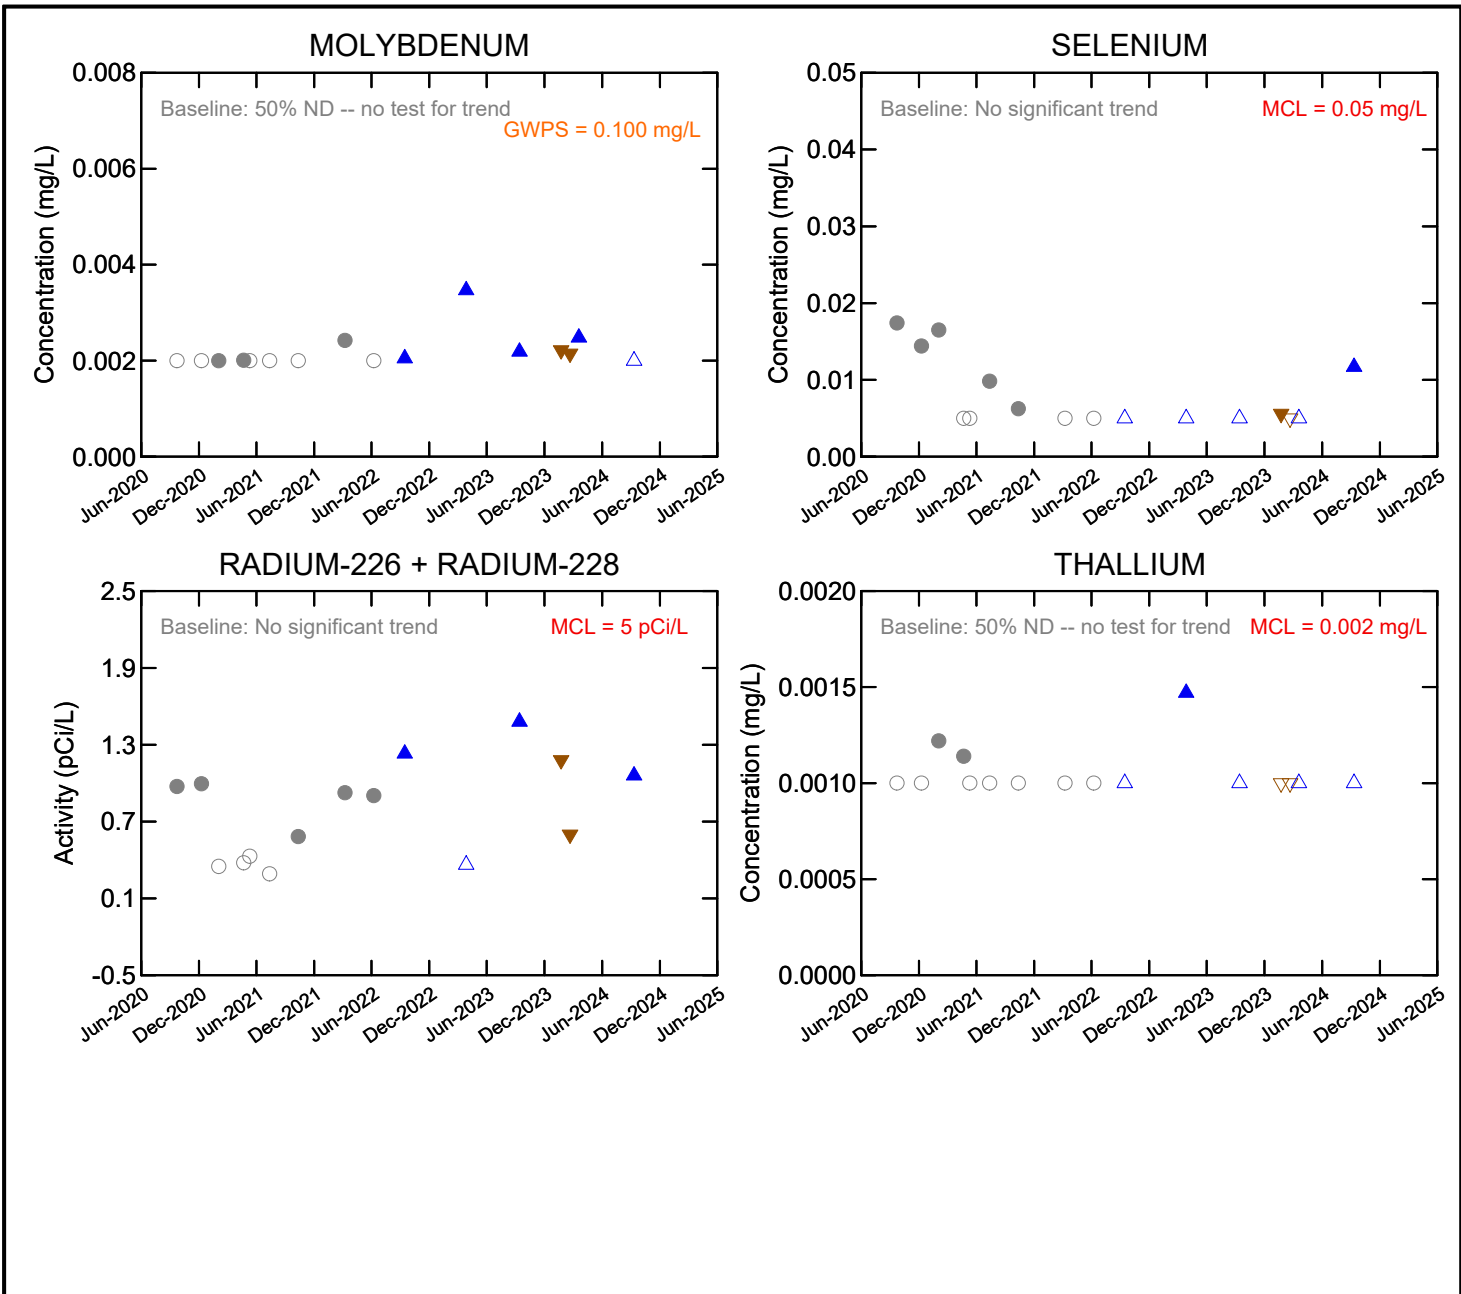 MOLYBDENUM
Baseline: 50% ND -- no test for trend
GWPS = 0.100 mg/L
Concentration (mg/L)
0.008
0.006
0.004
0.002
0.000
Jun-2020
Dec-2020
Jun-2021
Dec-2021
Jun-2022
Dec-2022
Jun-2023
Dec-2023
Jun-2024
Dec-2024
Jun-2025
SELENIUM
Baseline: No significant trend
MCL = 0.05 mg/L
Concentration (mg/L)
0.05
0.04
0.03
0.02
0.01
0.00
Jun-2020
Dec-2020
Jun-2021
Dec-2021
Jun-2022
Dec-2022
Jun-2023
Dec-2023
Jun-2024
Dec-2024
Jun-2025
RADIUM-226 + RADIUM-228
Baseline: No significant trend
MCL = 5 pCi/L
Activity (pCi/L)
2.5
1.9
1.3
0.7
0.1
-0.5
Jun-2020
Dec-2020
Jun-2021
Dec-2021
Jun-2022
Dec-2022
Jun-2023
Dec-2023
Jun-2024
Dec-2024
Jun-2025
THALLIUM
Baseline: 50% ND -- no test for trend
MCL = 0.002 mg/L
Concentration (mg/L)
0.0020
0.0015
0.0010
0.0005
0.0000
Jun-2020
Dec-2020
Jun-2021
Dec-2021
Jun-2022
Dec-2022
Jun-2023
Dec-2023
Jun-2024
Dec-2024
Jun-2025